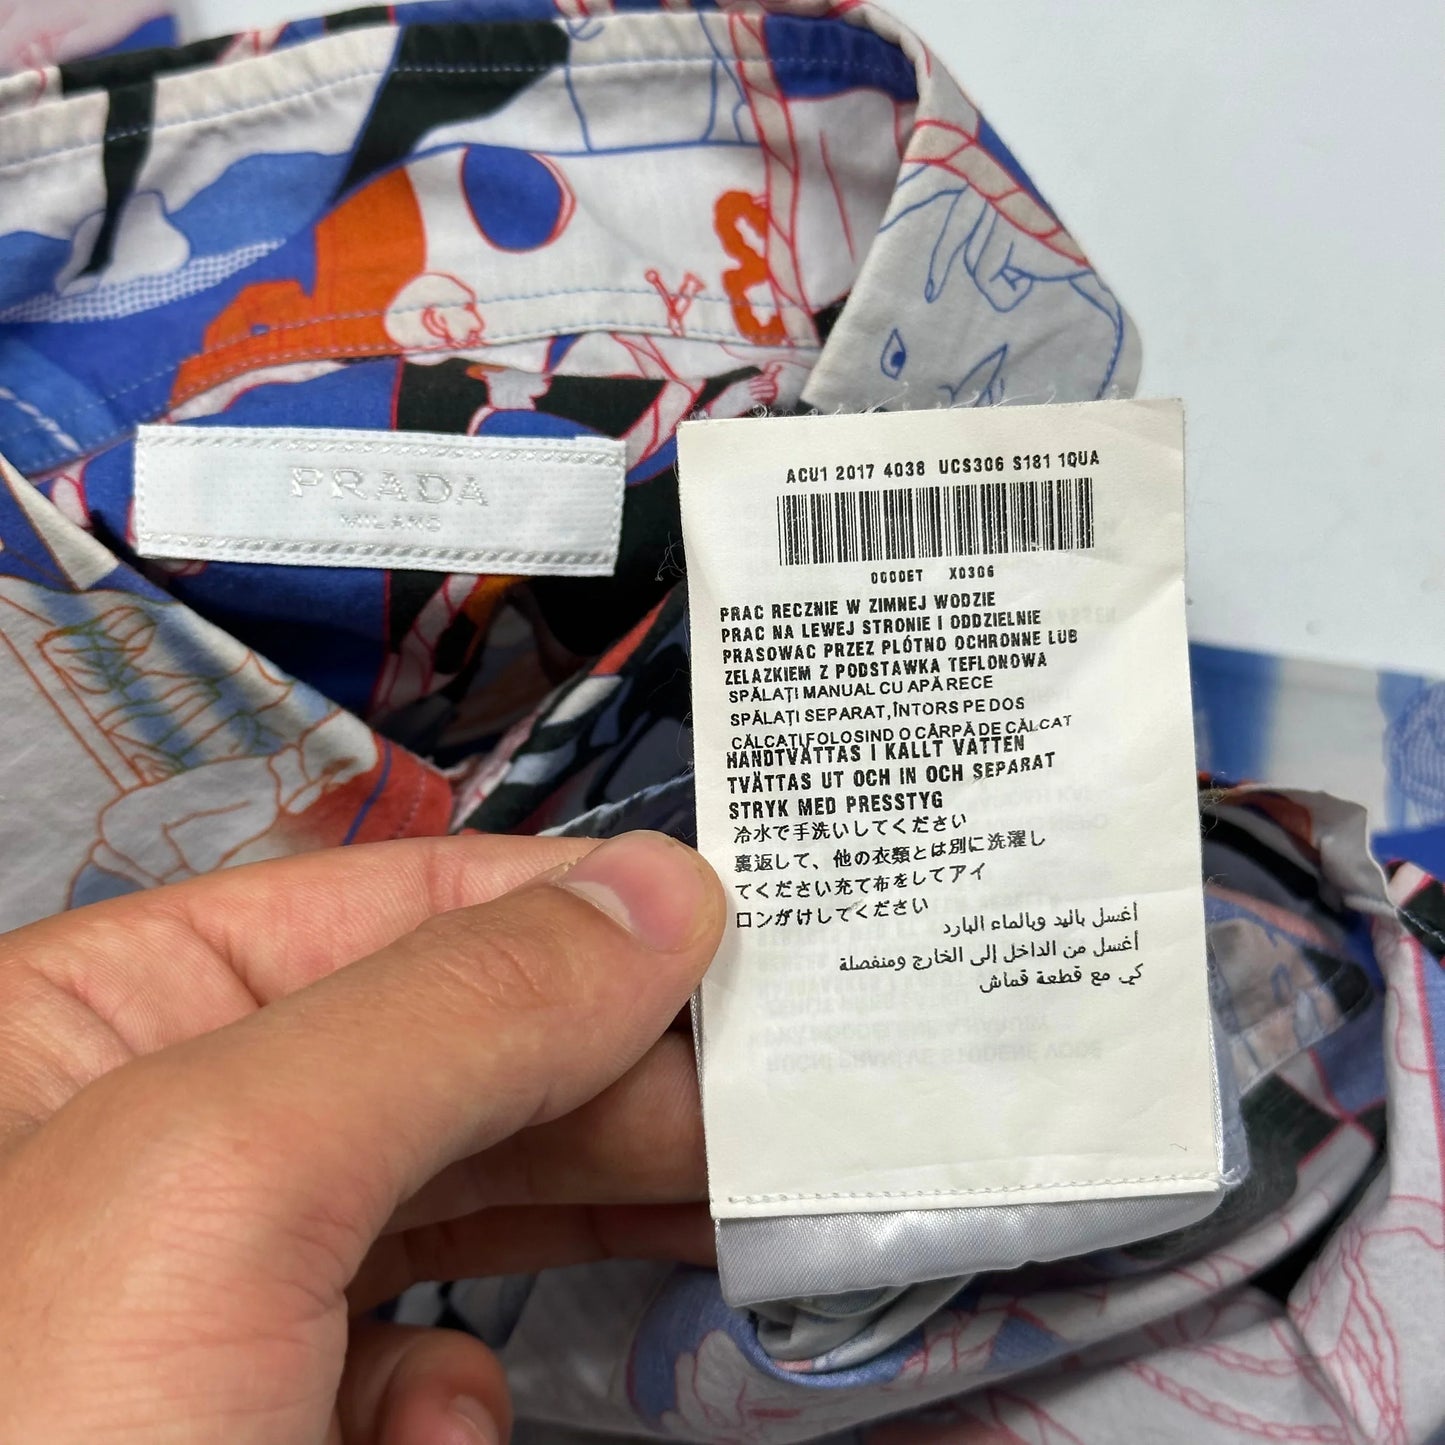 PRADA
MILANO
ACU1 2017 4038 UCS306 S181 1QUA
0000ET X0306
PRAC RECZNIE W ZIMNEJ WODZIE
PRAC NA LEWEJ STRONIE I ODDZIELNIE
PRASOWAC PRZEZ PLÓTNO OCHRONNE LUB
ZELAZKIEM Z PODSTAWKA TEFLONOWA
SPĂLAȚI MANUAL CU APĂ RECE
SPĂLAȚI SEPARAT, ÎNTORS PE DOS
CĂLCAȚI FOLOSIND O CÂRPĂ DE CĂLCAT
HANDTVÄTTAS I KALLT VATTEN
TVÄTTAS UT OCH IN OCH SEPARAT
STRYK MED PRESSTYG
冷水で手洗いしてください
裏返して、他の衣類とは別に洗濯し
てください充て布をしてアイ
ロンがけしてください
أغسل باليد وبالماء البارد
أغسل من الداخل إلى الخارج ومنفصلة
كي مع قطعة قماش